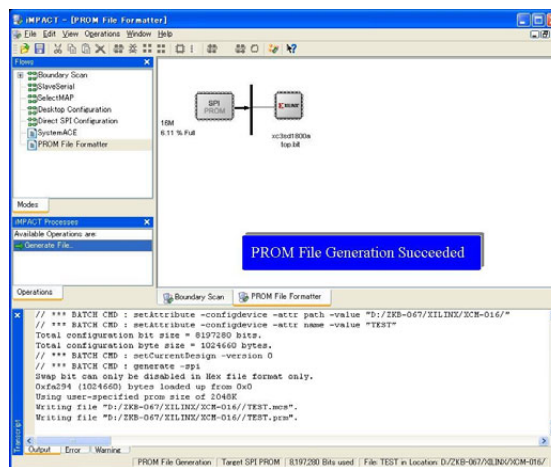 iMPACT - [PROM File Formatter]
File Edit View Operations Window Help
Flows
Boundary Scan
SlaveSerial
SelectMAP
Desktop Configuration
Direct SPI Configuration
SystemACE
PROM File Formatter
Modes
iMPACT Processes
Available Operations are:
Generate File...
Operations
SPI
PROM
16M
6.11 % Full
XILINX
xc3sd1800a
top.bit
PROM File Generation Succeeded
Boundary Scan PROM File Formatter
// *** BATCH CMD : setAttribute -configdevice -attr path -value "D:/ZKB-067/XILINX/XCM-016/"
// *** BATCH CMD : setAttribute -configdevice -attr name -value "TEST"
Total configuration bit size = 8197280 bits.
Total configuration byte size = 1024660 bytes.
// *** BATCH CMD : setCurrentDesign -version 0
// *** BATCH CMD : generate -spi
Swap bit can only be disabled in Hex file format only.
0xfa294 (1024660) bytes loaded up from 0x0
Using user-specified prom size of 2048K
Writing file "D:/ZKB-067/XILINX/XCM-016//TEST.mcs".
Writing file "D:/ZKB-067/XILINX/XCM-016//TEST.prm".
Transcript
Output Error Warning
PROM File Generation Target SPI PROM 8,197,280 Bits used File: TEST in Location: D:/ZKB-067/XILINX/XCM-016/